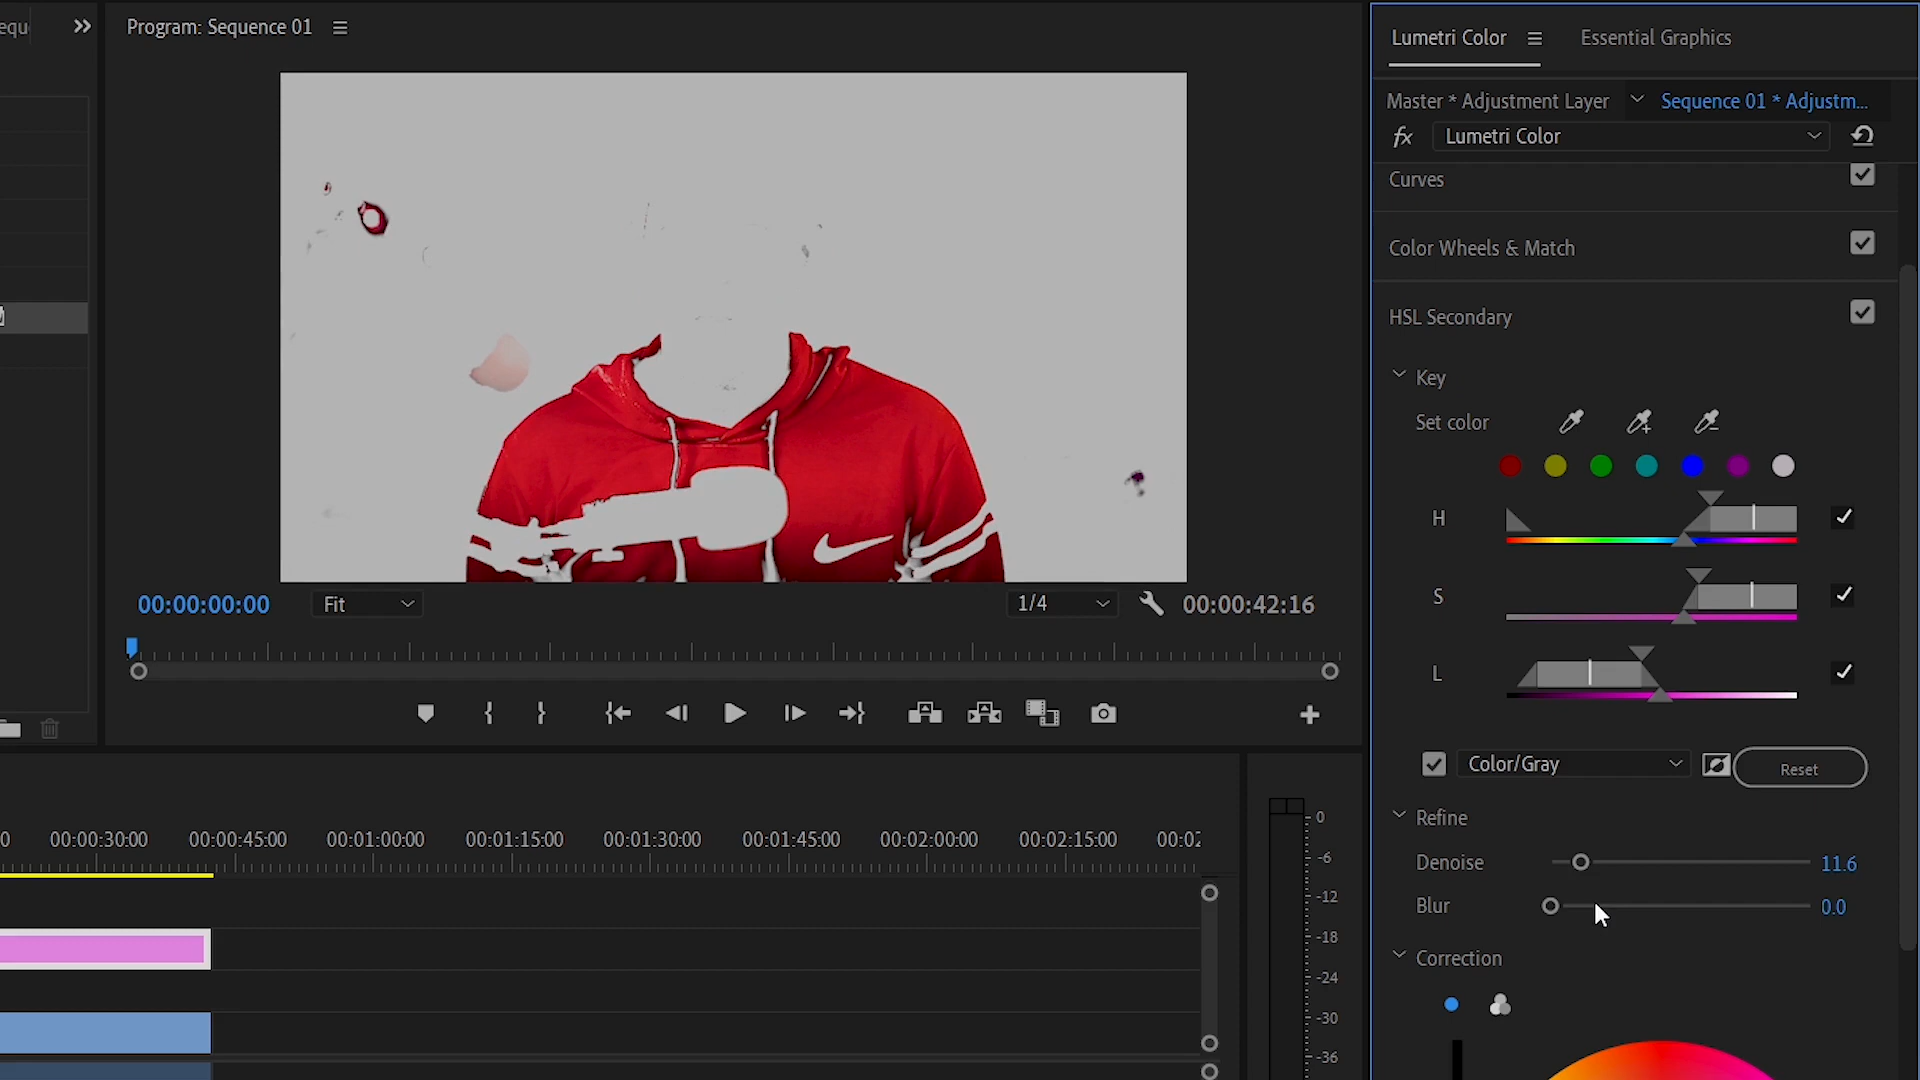 equ
Program: Sequence 01
Lumetri Color
Essential Graphics
Master * Adjustment Layer
Sequence 01 * Adjustm...
fx
Lumetri Color
Curves
Color Wheels & Match
HSL Secondary
Key
Set color
H
S
L
Color/Gray
Reset
Refine
Denoise
11.6
Blur
0.0
Correction
00:00:00:00
Fit
1/4
00:00:42:16
0
00:00:30:00
00:00:45:00
00:01:00:00
00:01:15:00
00:01:30:00
00:01:45:00
00:02:00:00
00:02:15:00
00:02
0
-6
-12
-18
-24
-30
-36